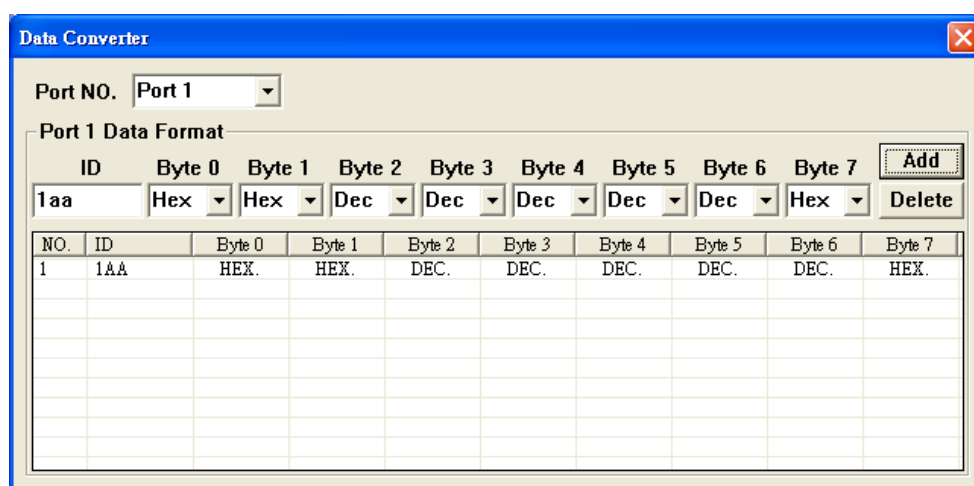 Data Converter
Port NO. Port 1
Port 1 Data Format
ID Byte 0 Byte 1 Byte 2 Byte 3 Byte 4 Byte 5 Byte 6 Byte 7 Add
1aa Hex Hex Dec Dec Dec Dec Dec Hex Delete
NO. ID Byte 0 Byte 1 Byte 2 Byte 3 Byte 4 Byte 5 Byte 6 Byte 7
1 1AA HEX. HEX. DEC. DEC. DEC. DEC. DEC. HEX.